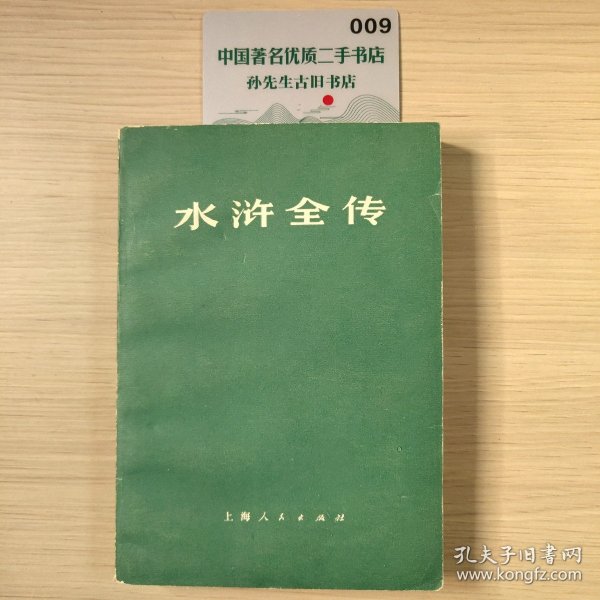 009
中国著名优质二手书店
孙先生古旧书店
水浒全传
上海人民出版社
孔夫子旧書网
www.kongfz.com